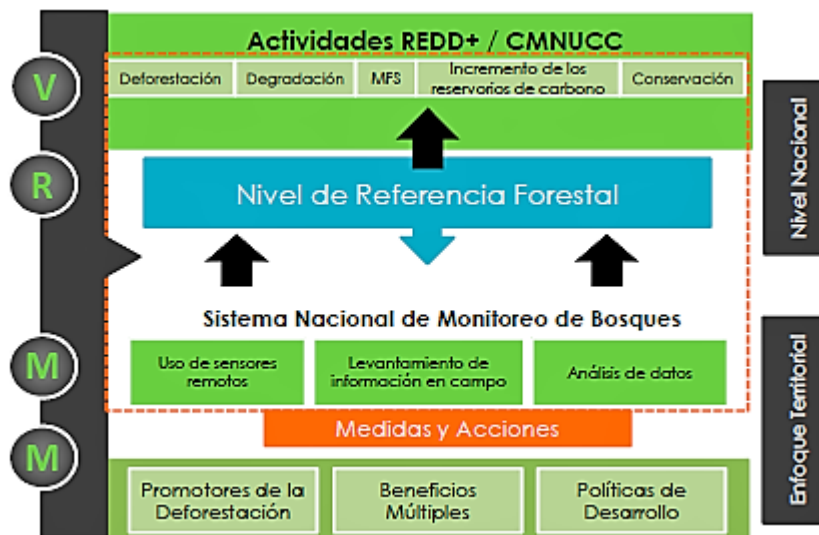 Actividades REDD+ / CMNUCC
V
Deforestación
Degradación
MFS
Incremento de los
reservorios de carbono
Conservación
R
Nivel de Referencia Forestal
Nivel Nacional
Sistema Nacional de Monitoreo de Bosques
M
Uso de sensores
remotos
Levantamiento de
información en campo
Análisis de datos
Medidas y Acciones
Enfoque Territorial
M
Promotores de la
Deforestación
Beneficios
Múltiples
Políticas de
Desarrollo